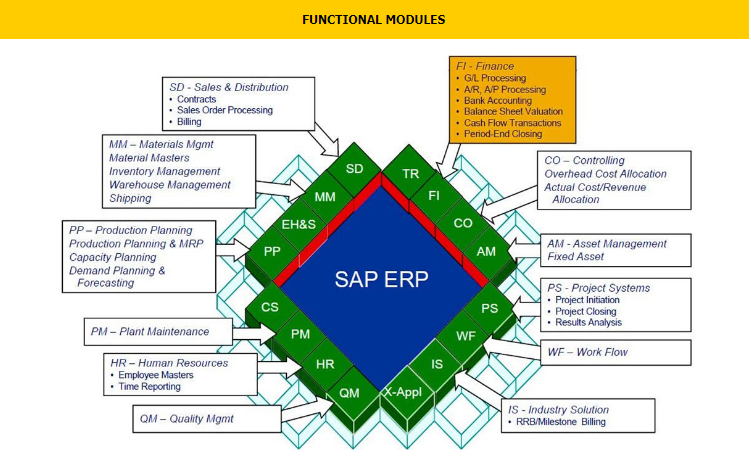 FUNCTIONAL MODULES
SD - Sales & Distribution
• Contracts
• Sales Order Processing
• Billing
MM – Materials Mgmt
Material Masters
Inventory Management
Warehouse Management
Shipping
PP – Production Planning
Production Planning & MRP
Capacity Planning
Demand Planning &
Forecasting
PM – Plant Maintenance
HR – Human Resources
• Employee Masters
• Time Reporting
QM – Quality Mgmt
FI - Finance
• G/L Processing
• A/R, A/P Processing
• Bank Accounting
• Balance Sheet Valuation
• Cash Flow Transactions
• Period-End Closing
CO – Controlling
Overhead Cost Allocation
Actual Cost/Revenue
Allocation
AM - Asset Management
Fixed Asset
PS - Project Systems
• Project Initiation
• Project Closing
• Results Analysis
WF – Work Flow
IS - Industry Solution
• RRB/Milestone Billing
SD
MM
EH&S
PP
TR
FI
CO
AM
SAP ERP
CS
PM
HR
QM
PS
WF
IS
X-Appl